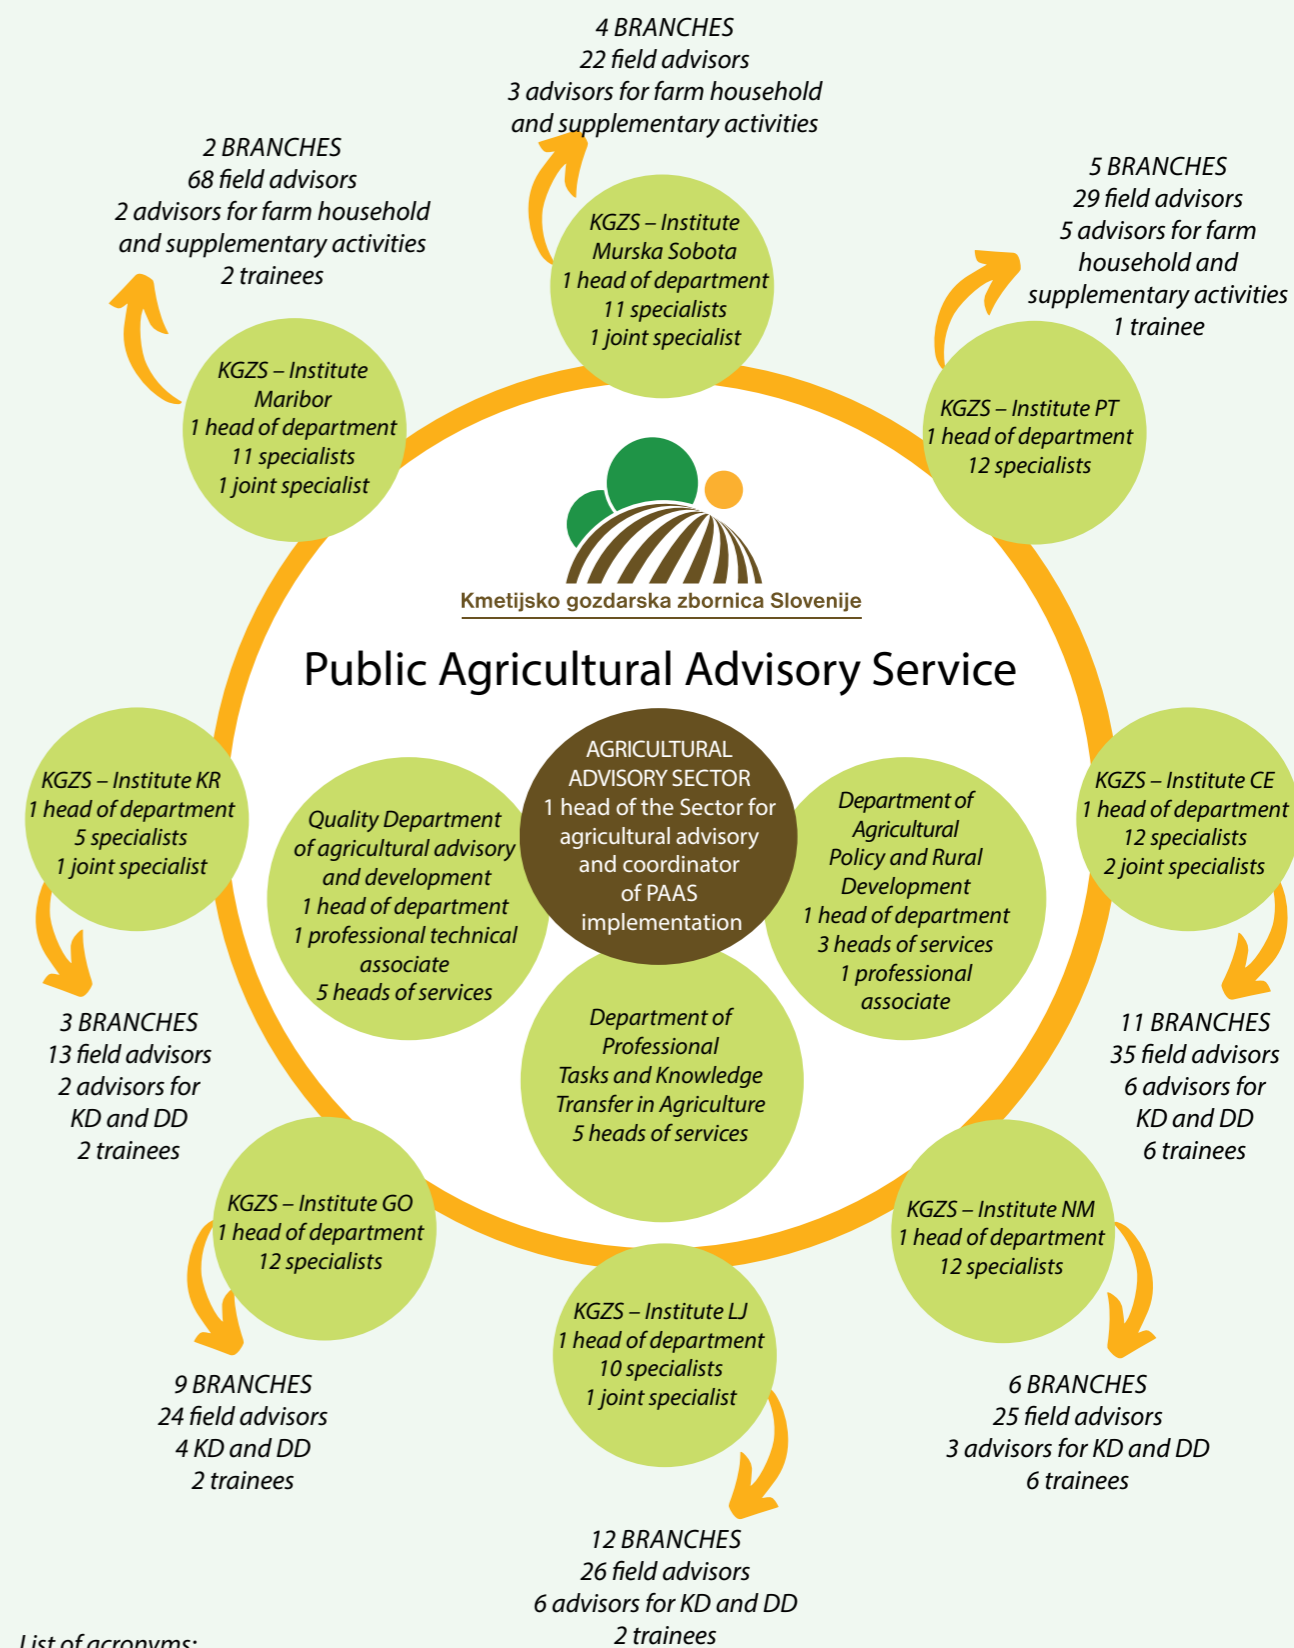 4 BRANCHES
22 field advisors
3 advisors for farm household
and supplementary activities
2 BRANCHES
68 field advisors
2 advisors for farm household
and supplementary activities
2 trainees
5 BRANCHES
29 field advisors
5 advisors for farm
household and
supplementary activities
1 trainee
KGZS – Institute
Murska Sobota
1 head of department
11 specialists
1 joint specialist
KGZS – Institute
Maribor
1 head of department
11 specialists
1 joint specialist
KGZS – Institute PT
1 head of department
12 specialists
Kmetijsko gozdarska zbornica Slovenije
Public Agricultural Advisory Service
KGZS – Institute KR
1 head of department
5 specialists
1 joint specialist
Quality Department
of agricultural advisory
and development
1 head of department
1 professional technical
associate
5 heads of services
AGRICULTURAL
ADVISORY SECTOR
1 head of the Sector for
agricultural advisory
and coordinator
of PAAS
implementation
Department of
Agricultural
Policy and Rural
Development
1 head of department
3 heads of services
1 professional
associate
KGZS – Institute CE
1 head of department
12 specialists
2 joint specialists
Department of
Professional
Tasks and Knowledge
Transfer in Agriculture
5 heads of services
3 BRANCHES
13 field advisors
2 advisors for
KD and DD
2 trainees
11 BRANCHES
35 field advisors
6 advisors for
KD and DD
6 trainees
KGZS – Institute GO
1 head of department
12 specialists
KGZS – Institute NM
1 head of department
12 specialists
KGZS – Institute LJ
1 head of department
10 specialists
1 joint specialist
9 BRANCHES
24 field advisors
4 KD and DD
2 trainees
6 BRANCHES
25 field advisors
3 advisors for KD and DD
6 trainees
12 BRANCHES
26 field advisors
6 advisors for KD and DD
2 trainees
List of acronyms: